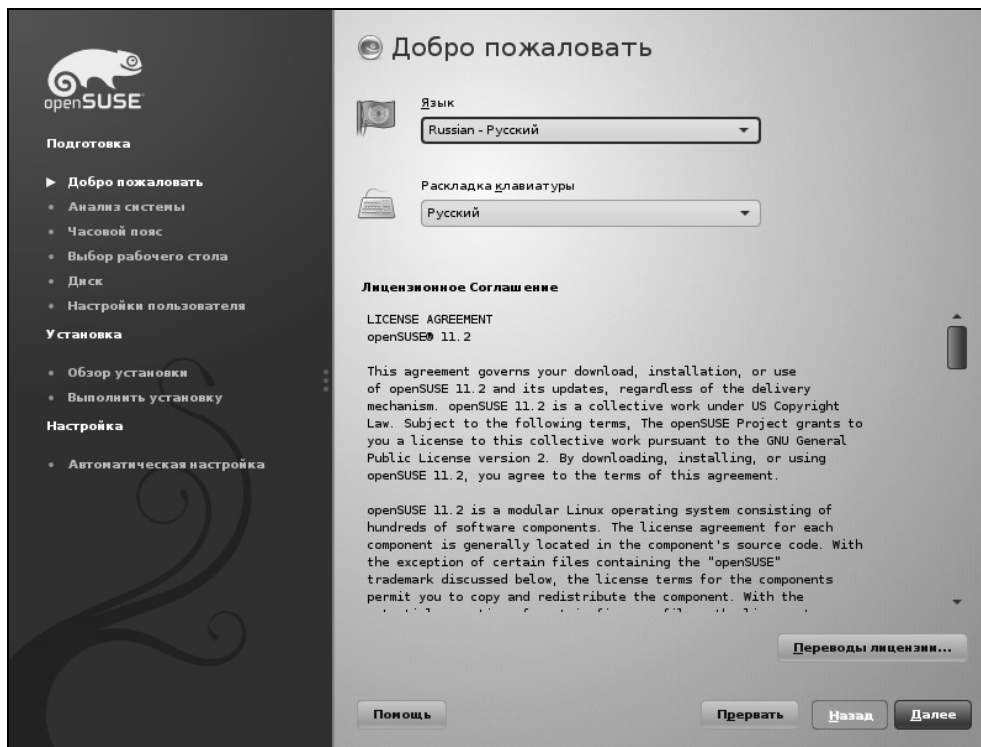 openSUSE
Подготовка
Добро пожаловать
Анализ системы
Часовой пояс
Выбор рабочего стола
Диск
Настройки пользователя
Установка
Обзор установки
Выполнить установку
Настройка
Автоматическая настройка
Добро пожаловать
Язык
Russian - Русский
Раскладка клавиатуры
Русский
Лицензионное Соглашение
LICENSE AGREEMENT
openSUSE® 11.2
This agreement governs your download, installation, or use
of openSUSE 11.2 and its updates, regardless of the delivery
mechanism. openSUSE 11.2 is a collective work under US Copyright
Law. Subject to the following terms, The openSUSE Project grants to
you a license to this collective work pursuant to the GNU General
Public License version 2. By downloading, installing, or using
openSUSE 11.2, you agree to the terms of this agreement.
openSUSE 11.2 is a modular Linux operating system consisting of
hundreds of software components. The license agreement for each
component is generally located in the component's source code. With
the exception of certain files containing the "openSUSE"
trademark discussed below, the license terms for the components
permit you to copy and redistribute the component. With the
Переводы лицензии...
Помощь
Прервать
Назад
Далее